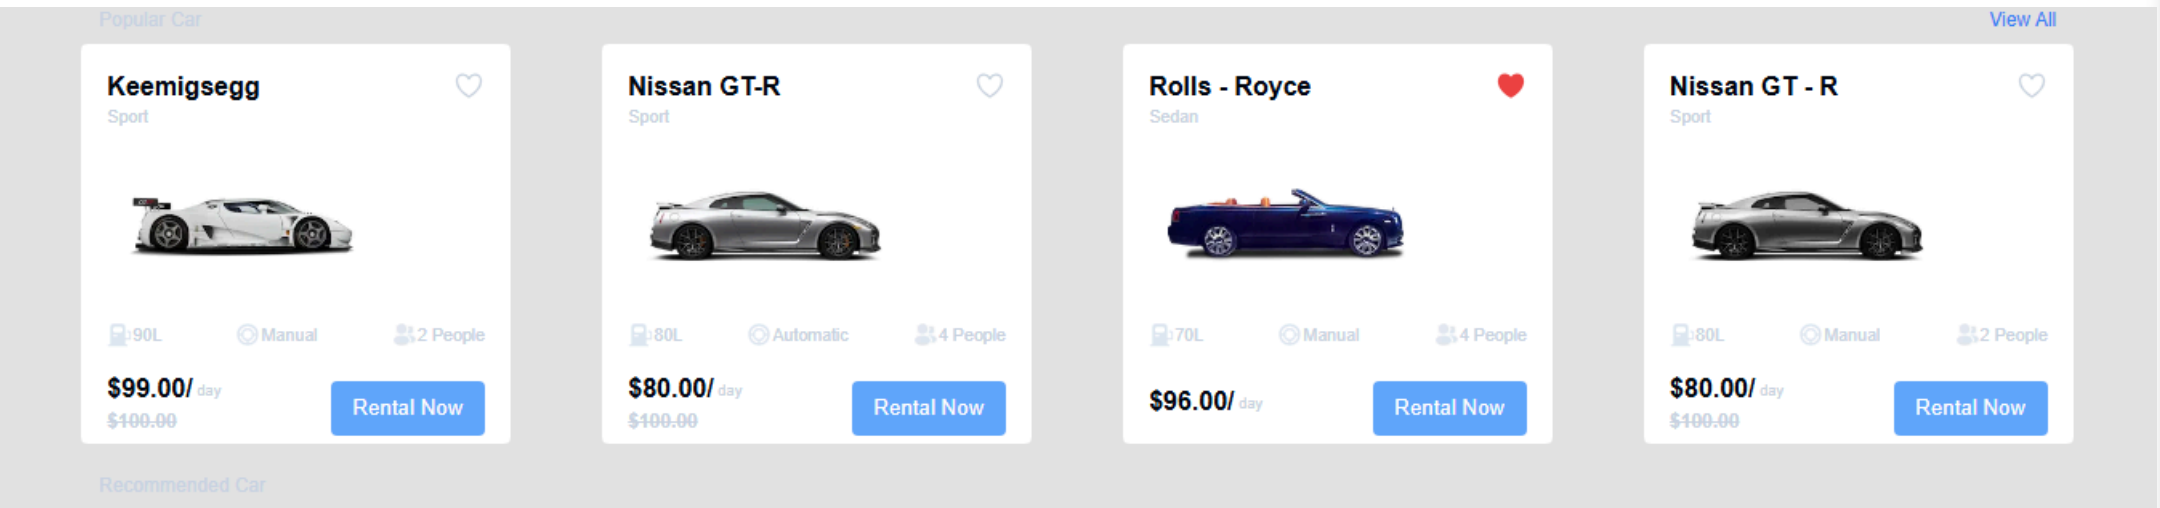 Popular Car
View All
Keemigsegg
Sport
90L
Manual
2 People
$99.00/ day
$100.00
Rental Now
Nissan GT-R
Sport
80L
Automatic
4 People
$80.00/ day
$100.00
Rental Now
Rolls - Royce
Sedan
70L
Manual
4 People
$96.00/ day
Rental Now
Nissan GT - R
Sport
80L
Manual
2 People
$80.00/ day
$100.00
Rental Now
Recommended Car